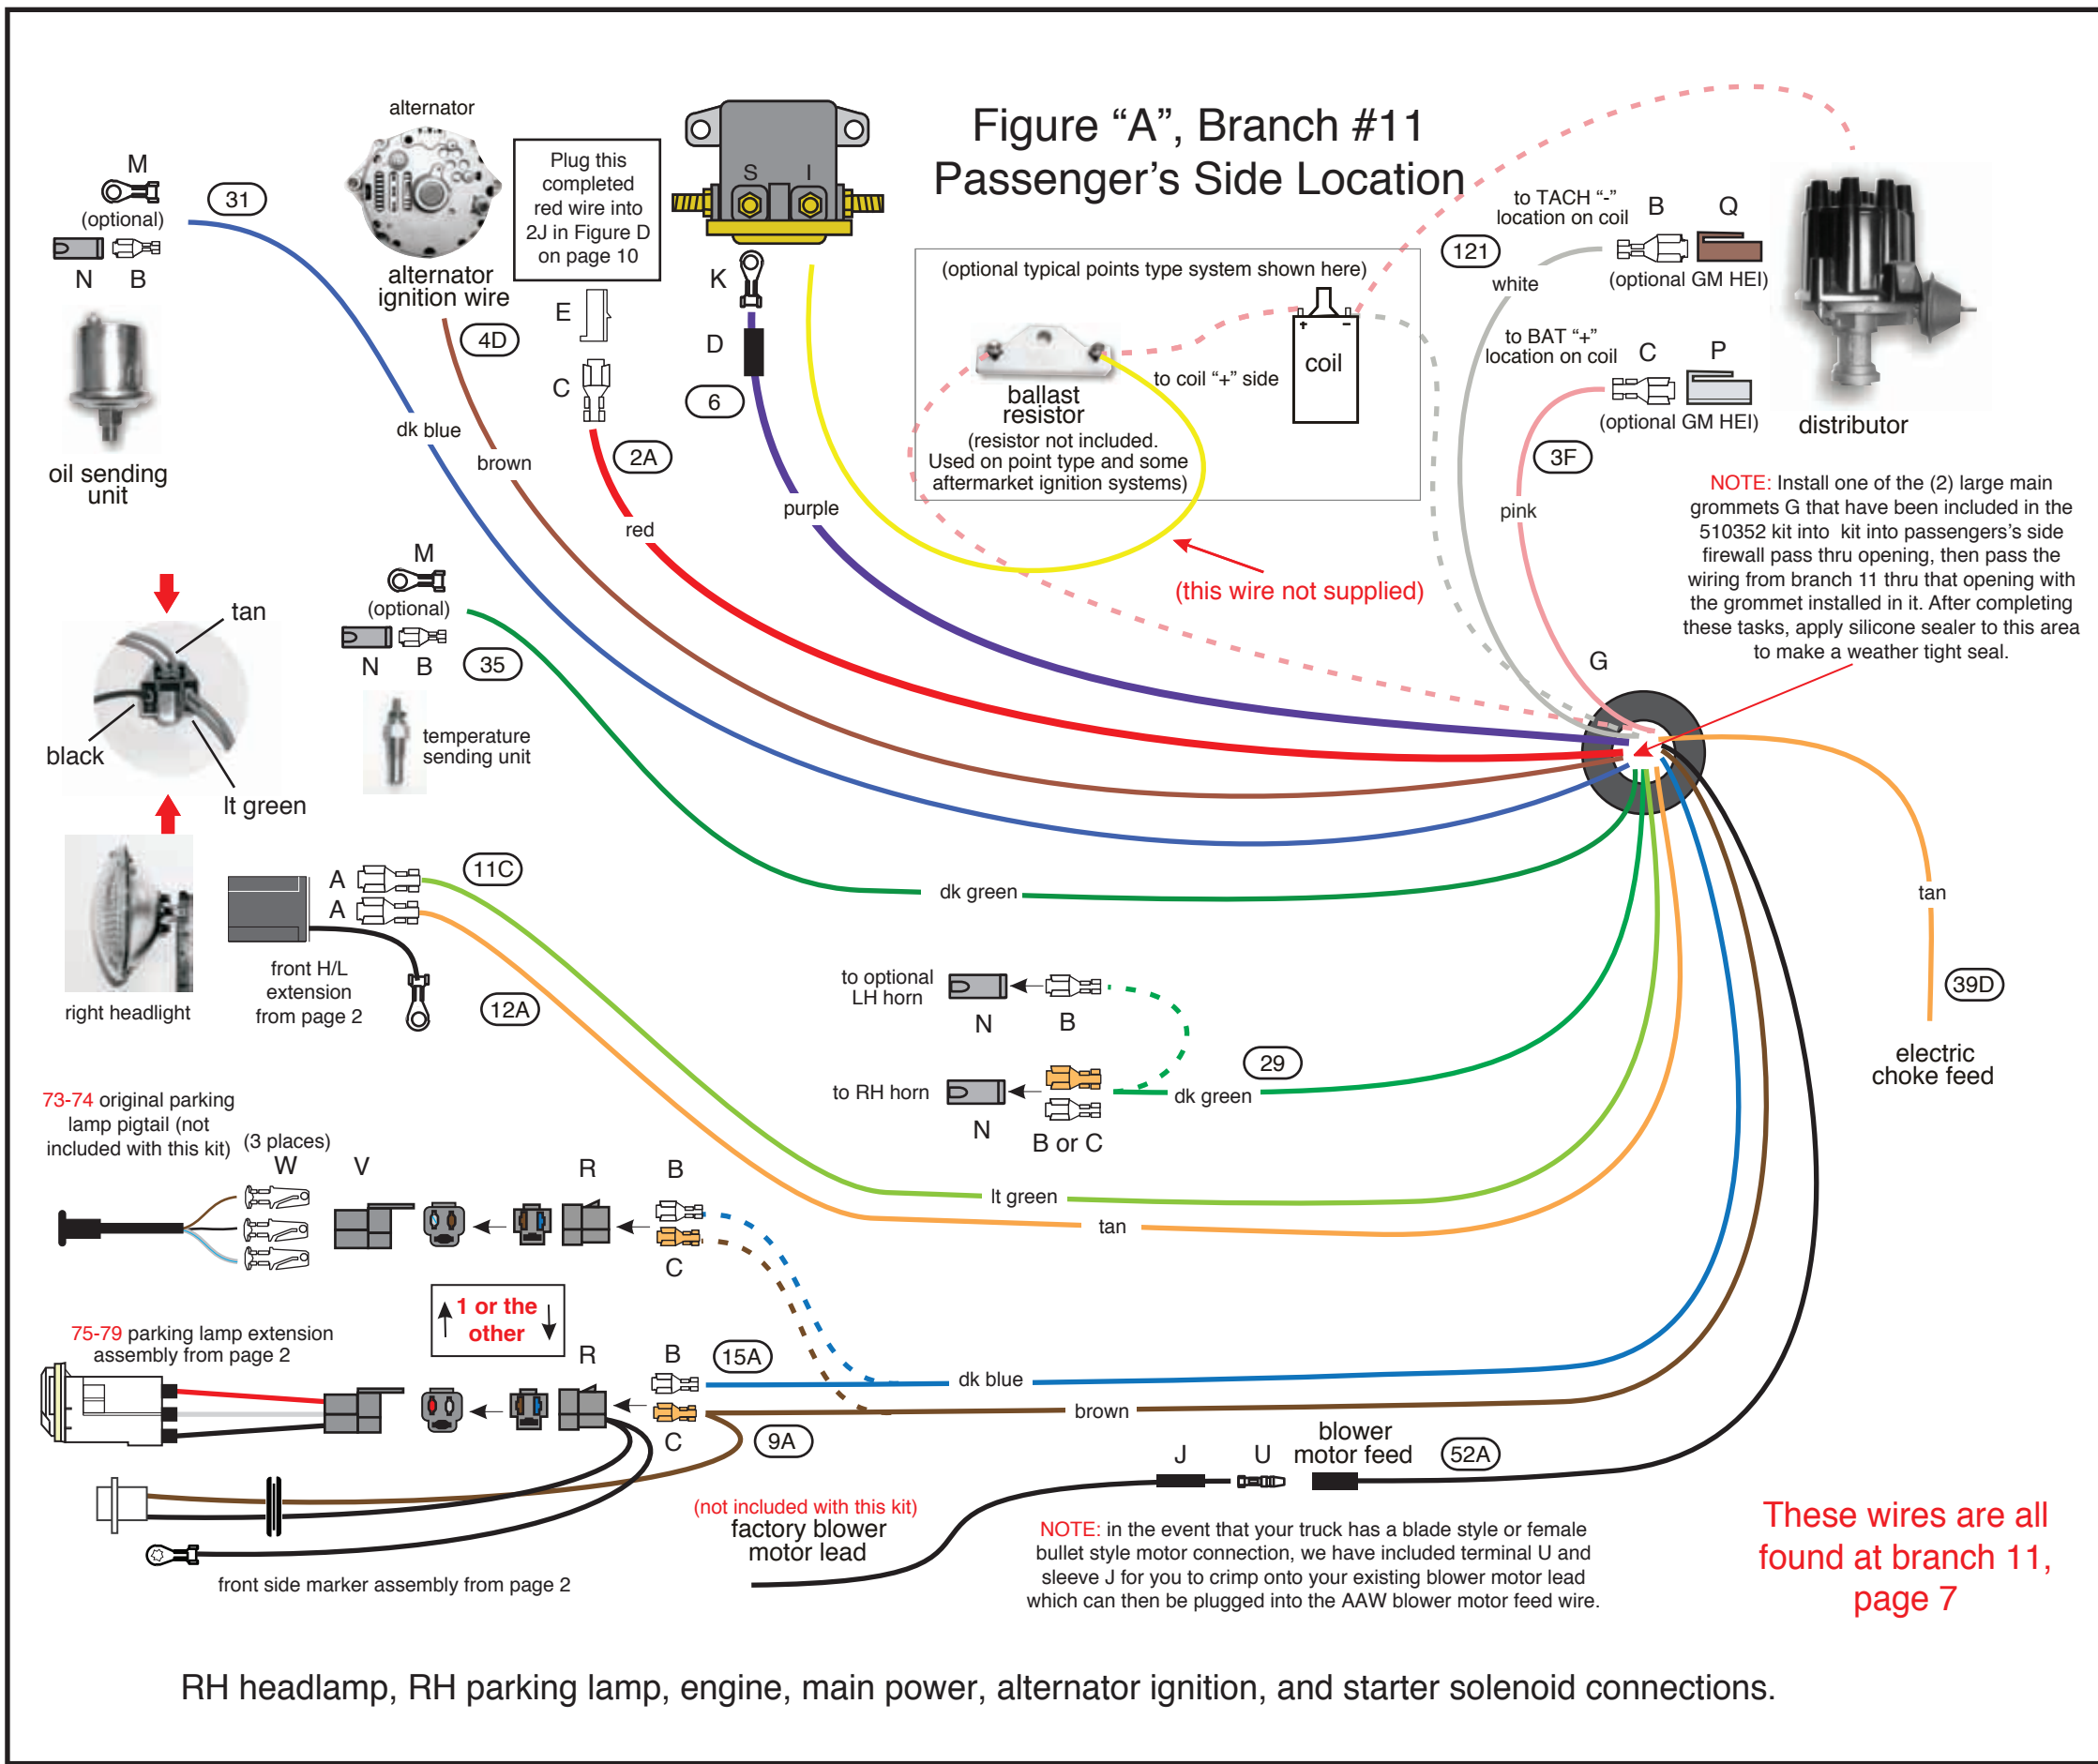 Figure “A”, Branch #11
Passenger's Side Location
alternator
M
(optional)
N B
31
oil sending
unit
alternator
ignition wire
4D
Plug this
completed
red wire into
2J in Figure D
on page 10
E
C
2A
S I
K
D
6
(optional typical points type system shown here)
+ -
coil
to coil “+” side
ballast
resistor
(resistor not included.
Used on point type and some
aftermarket ignition systems)
(this wire not supplied)
121
to TACH “-”
location on coil
B Q
(optional GM HEI)
white
to BAT “+”
location on coil
C P
(optional GM HEI)
3F
pink
distributor
NOTE: Install one of the (2) large main
grommets G that have been included in the
510352 kit into kit into passengers's side
firewall pass thru opening, then pass the
wiring from branch 11 thru that opening with
the grommet installed in it. After completing
these tasks, apply silicone sealer to this area
to make a weather tight seal.
G
dk blue
brown
red
purple
tan
black
lt green
M
(optional)
N B
35
temperature
sending unit
dk green
tan
39D
electric
choke feed
right headlight
A
A
11C
12A
front H/L
extension
from page 2
to optional
LH horn
N B
to RH horn
N B or C
29
dk green
lt green
tan
73-74 original parking
lamp pigtail (not
included with this kit)
(3 places)
W V R B
C
1 or the
other
75-79 parking lamp extension
assembly from page 2
R B
C
15A
dk blue
brown
9A
front side marker assembly from page 2
(not included with this kit)
factory blower
motor lead
J U
blower
motor feed
52A
NOTE: in the event that your truck has a blade style or female
bullet style motor connection, we have included terminal U and
sleeve J for you to crimp onto your existing blower motor lead
which can then be plugged into the AAW blower motor feed wire.
These wires are all
found at branch 11,
page 7
RH headlamp, RH parking lamp, engine, main power, alternator ignition, and starter solenoid connections.